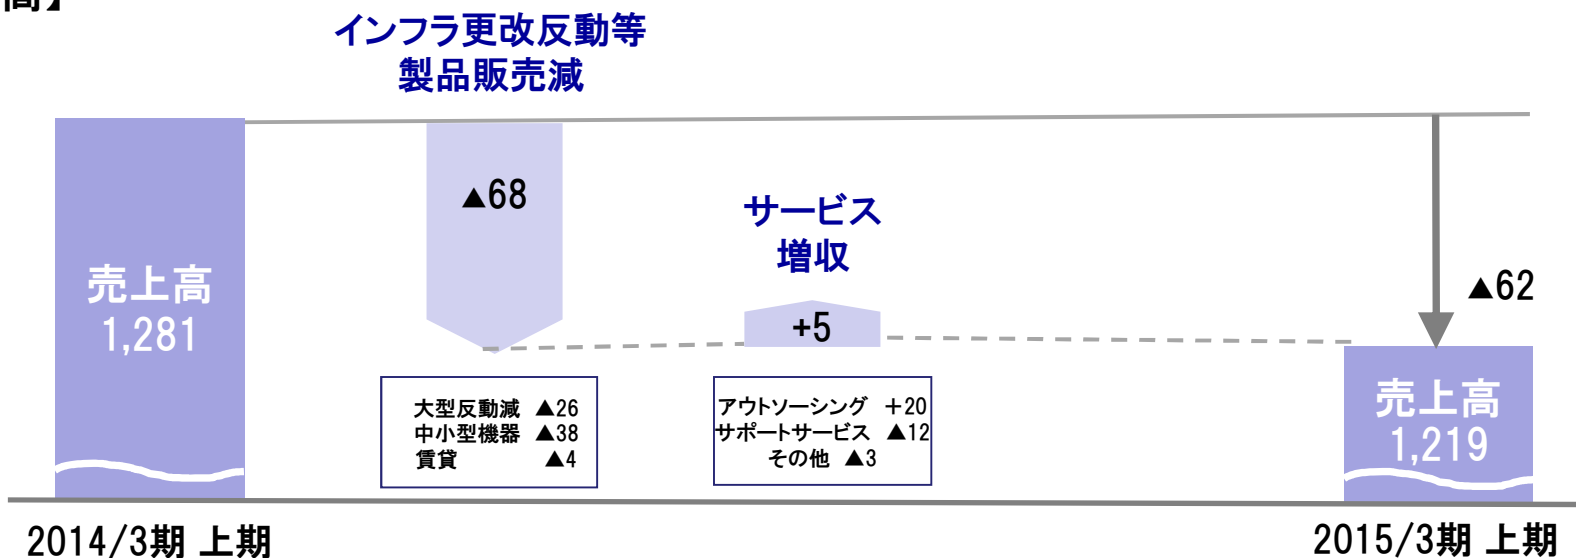 高】
インフラ更改反動等
製品販売減
▲68
サービス
増収
売上高
1,281
▲62
+5
大型反動減 ▲26
中小型機器 ▲38
賃貸 ▲4
アウトソーシング ＋20
サポートサービス ▲12
その他 ▲3
売上高
1,219
2014/3期 上期
2015/3期 上期